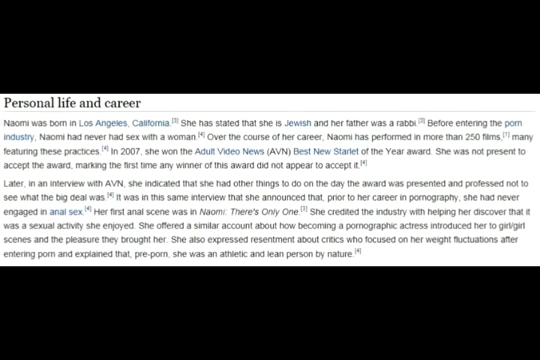 Personal life and career
Naomi was born in Los Angeles, California.[3] She has stated that she is Jewish and her father was a rabbi.[3] Before entering the porn
industry, Naomi had never had sex with a woman.[4] Over the course of her career, Naomi has performed in more than 250 films,[1] many
featuring these practices.[4] In 2007, she won the Adult Video News (AVN) Best New Starlet of the Year award. She was not present to
accept the award, marking the first time any winner of this award did not appear to accept it.[4]
Later, in an interview with AVN, she indicated that she had other things to do on the day the award was presented and professed not to
see what the big deal was.[4] It was in this same interview that she announced that, prior to her career in pornography, she had never
engaged in anal sex.[4] Her first anal scene was in Naomi: There's Only One.[3] She credited the industry with helping her discover that it
was a sexual activity she enjoyed. She offered a similar account about how becoming a pornographic actress introduced her to girl/girl
scenes and the pleasure they brought her. She also expressed resentment about critics who focused on her weight fluctuations after
entering porn and explained that, pre-porn, she was an athletic and lean person by nature.[4]